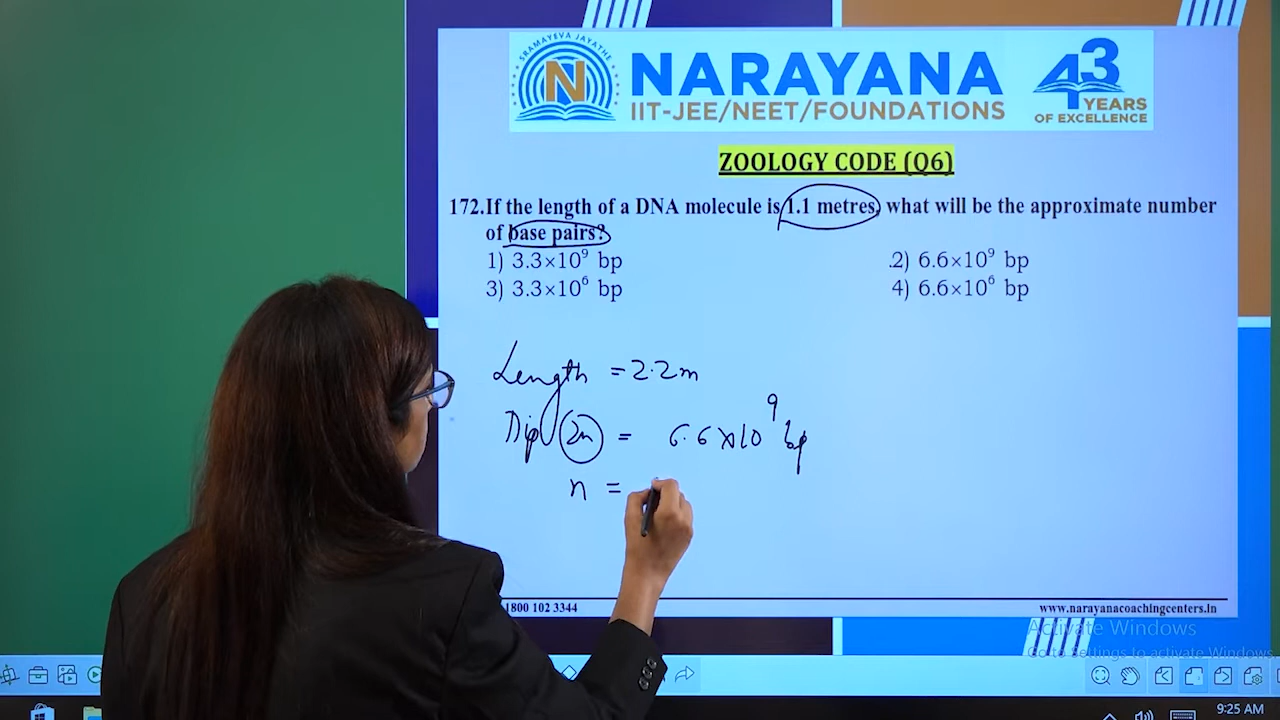 SRAMAYEVA JAYATHE
N
NARAYANA
IIT-JEE/NEET/FOUNDATIONS
43
YEARS
OF EXCELLENCE
ZOOLOGY CODE (Q6)
172.If the length of a DNA molecule is 1.1 metres, what will be the approximate number
of base pairs?
1) 3.3×10⁹ bp
.2) 6.6×10⁹ bp
3) 3.3×10⁶ bp
4) 6.6×10⁶ bp
Length = 2.2m
Dipl (2n) = 6.6×10⁹ bp
n =
1800 102 3344
www.narayanacoachingcenters.in
Activate Windows
Go to Settings to activate Windows.
9:25 AM